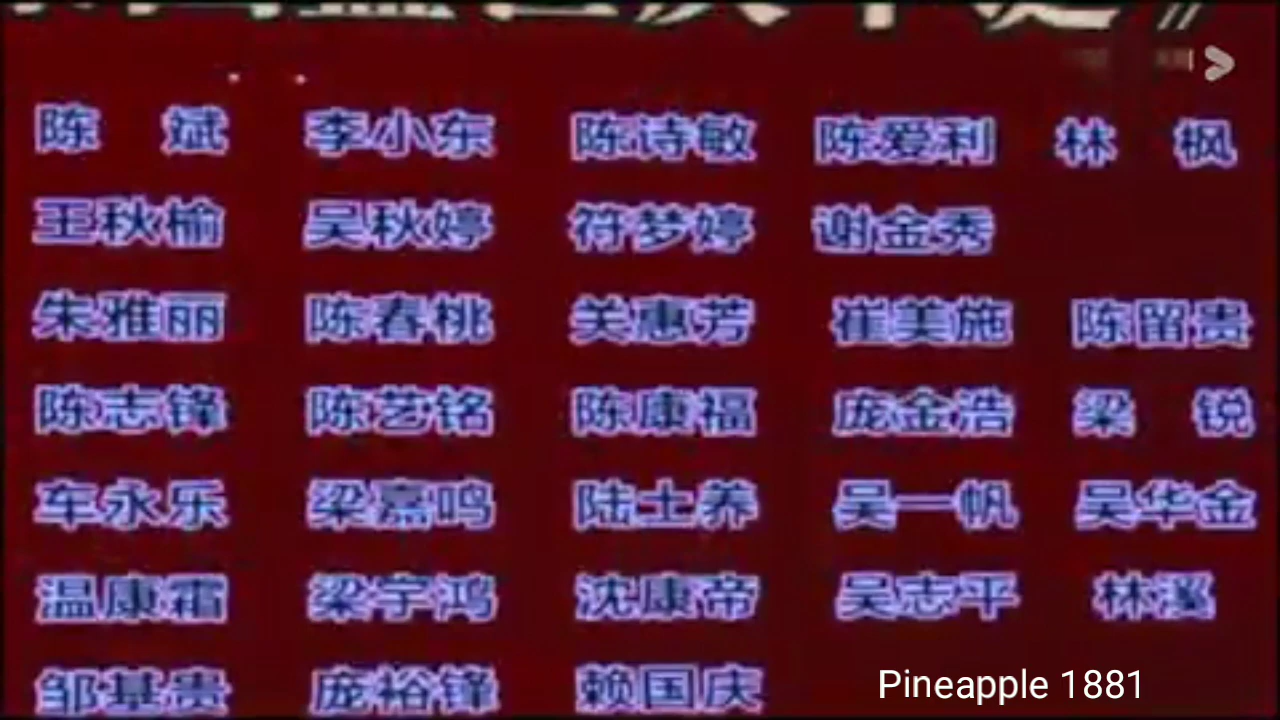 陈 斌 李小东 陈诗敏 陈爱利 林 枫
王秋榆 吴秋婷 符梦婷 谢金秀
朱雅丽 陈春桃 关惠芳 崔美施 陈留贵
陈志锋 陈艺铭 陈康福 庞金浩 梁 锐
车永乐 梁嘉鸣 陆土养 吴一帆 吴华金
温康霜 梁宇鸿 沈康帝 吴志平 林溪
邹基贵 庞裕锋 赖国庆
Pineapple 1881